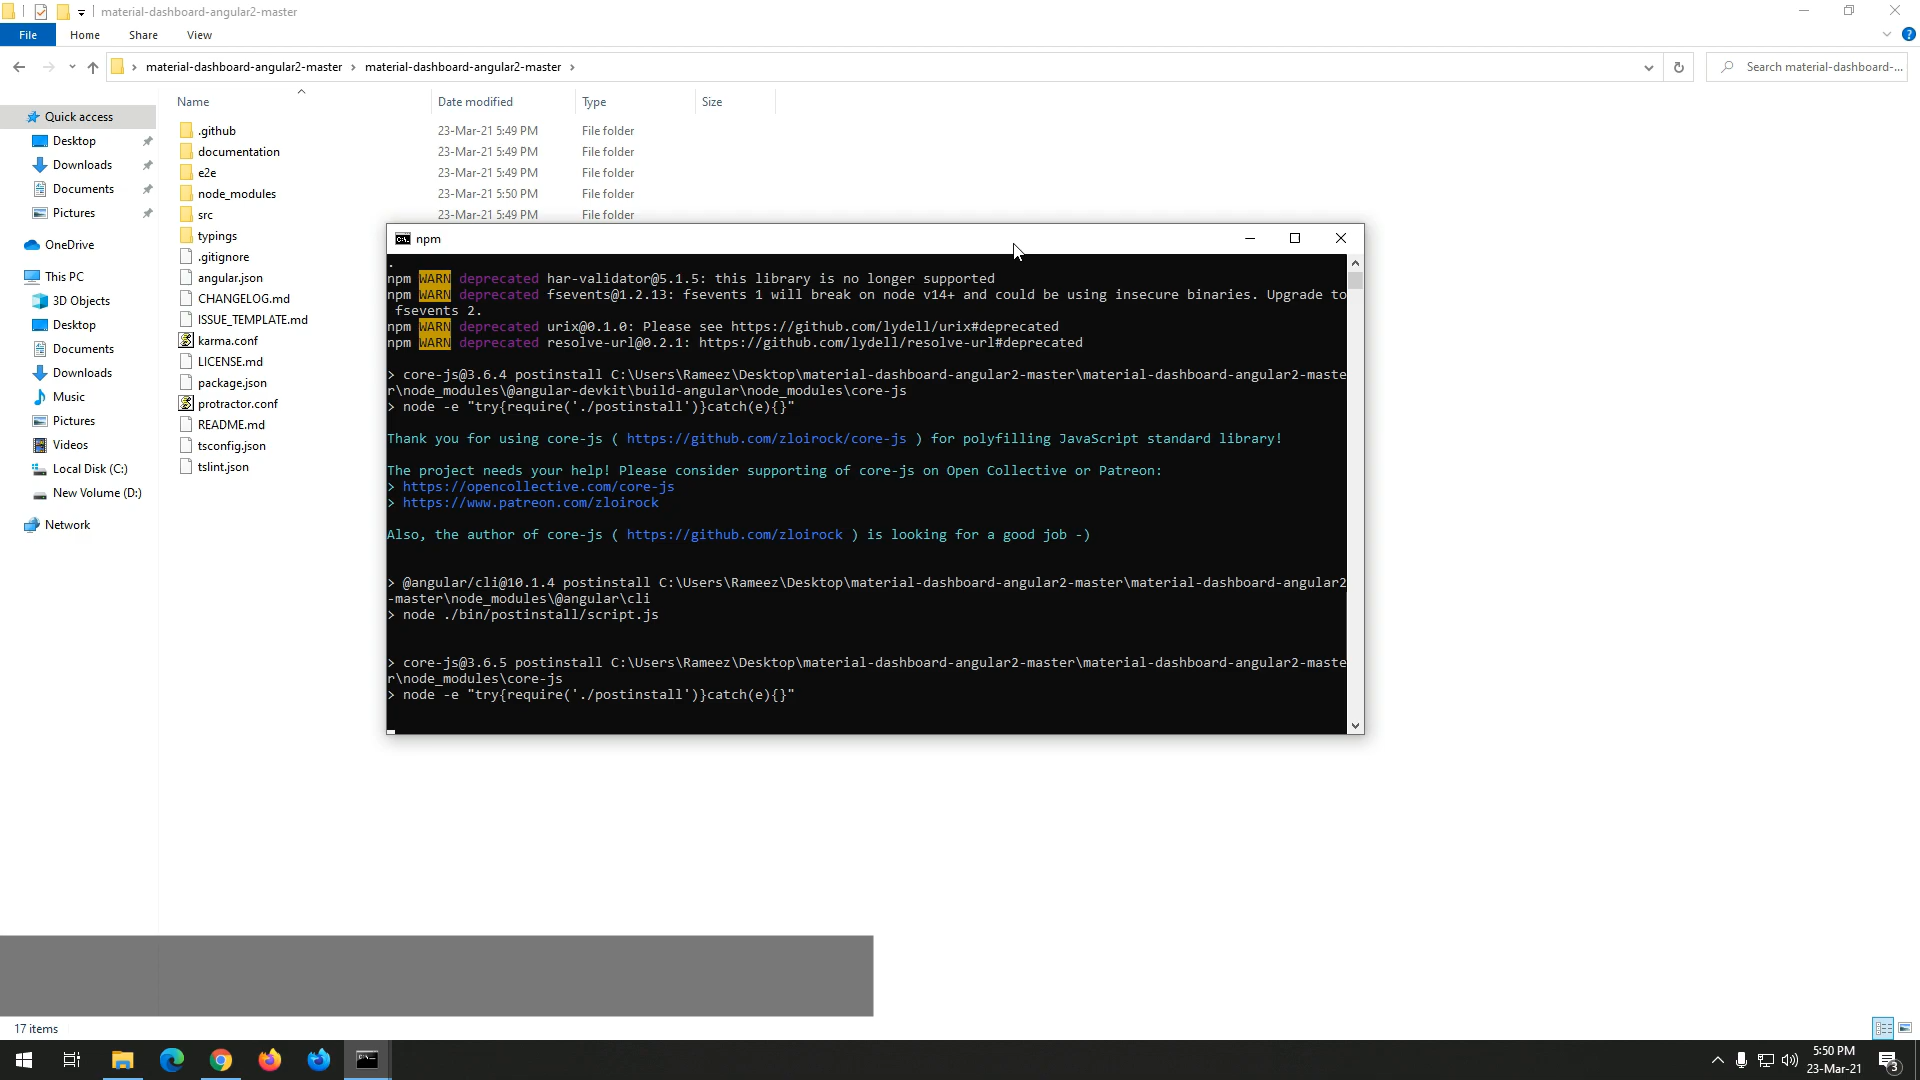 material-dashboard-angular2-master
File Home Share View
material-dashboard-angular2-master material-dashboard-angular2-master
Search material-dashboard-...
Name Date modified Type Size
Quick access
Desktop
Downloads
Documents
Pictures
OneDrive
This PC
3D Objects
Desktop
Documents
Downloads
Music
Pictures
Videos
Local Disk (C:)
New Volume (D:)
Network
.github 23-Mar-21 5:49 PM File folder
documentation 23-Mar-21 5:49 PM File folder
e2e 23-Mar-21 5:49 PM File folder
node_modules 23-Mar-21 5:50 PM File folder
src 23-Mar-21 5:49 PM File folder
typings
.gitignore
angular.json
CHANGELOG.md
ISSUE_TEMPLATE.md
karma.conf
LICENSE.md
package.json
protractor.conf
README.md
tsconfig.json
tslint.json
npm
.
npm WARN deprecated har-validator@5.1.5: this library is no longer supported
npm WARN deprecated fsevents@1.2.13: fsevents 1 will break on node v14+ and could be using insecure binaries. Upgrade to
fsevents 2.
npm WARN deprecated urix@0.1.0: Please see https://github.com/lydell/urix#deprecated
npm WARN deprecated resolve-url@0.2.1: https://github.com/lydell/resolve-url#deprecated
> core-js@3.6.4 postinstall C:\Users\Rameez\Desktop\material-dashboard-angular2-master\material-dashboard-angular2-maste
r\node_modules\@angular-devkit\build-angular\node_modules\core-js
> node -e "try{require('./postinstall')}catch(e){}"
Thank you for using core-js ( https://github.com/zloirock/core-js ) for polyfilling JavaScript standard library!
The project needs your help! Please consider supporting of core-js on Open Collective or Patreon:
> https://opencollective.com/core-js
> https://www.patreon.com/zloirock
Also, the author of core-js ( https://github.com/zloirock ) is looking for a good job -)
> @angular/cli@10.1.4 postinstall C:\Users\Rameez\Desktop\material-dashboard-angular2-master\material-dashboard-angular2
-master\node_modules\@angular\cli
> node ./bin/postinstall/script.js
> core-js@3.6.5 postinstall C:\Users\Rameez\Desktop\material-dashboard-angular2-master\material-dashboard-angular2-maste
r\node_modules\core-js
> node -e "try{require('./postinstall')}catch(e){}"
17 items
5:50 PM
23-Mar-21
3